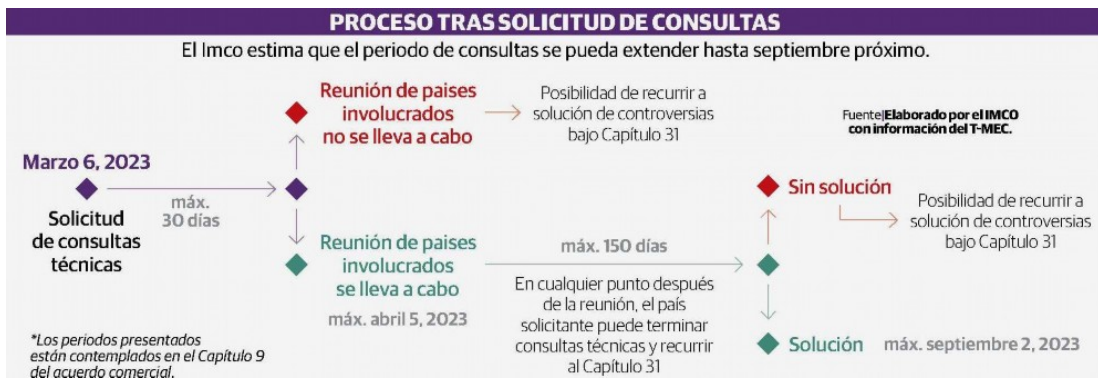 PROCESO TRAS SOLICITUD DE CONSULTAS
El Imco estima que el periodo de consultas se pueda extender hasta septiembre próximo.
Reunión de paises
involucrados
no se lleva a cabo
Posibilidad de recurrir a
solución de controversias
bajo Capítulo 31
Fuente|Elaborado por el IMCO
con información del T-MEC.
Marzo 6, 2023
máx.
30 días
Solicitud
de consultas
técnicas
Reunión de paises
involucrados
se lleva a cabo
máx. abril 5, 2023
máx. 150 días
En cualquier punto después
de la reunión, el país
solicitante puede terminar
consultas técnicas y recurrir
al Capítulo 31
Sin solución
Posibilidad de recurrir a
solución de controversias
bajo Capítulo 31
Solución máx. septiembre 2, 2023
*Los periodos presentados
están contemplados en el Capítulo 9
del acuerdo comercial.